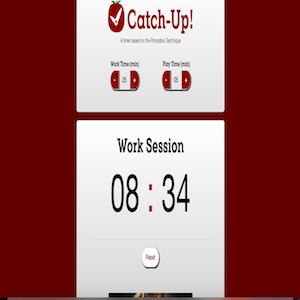 Catch-Up!
A timer based on the Pomodoro Technique
Work Time (min) Play Time (min)
- 25 + - 05 +
Work Session
08 : 34
Reset